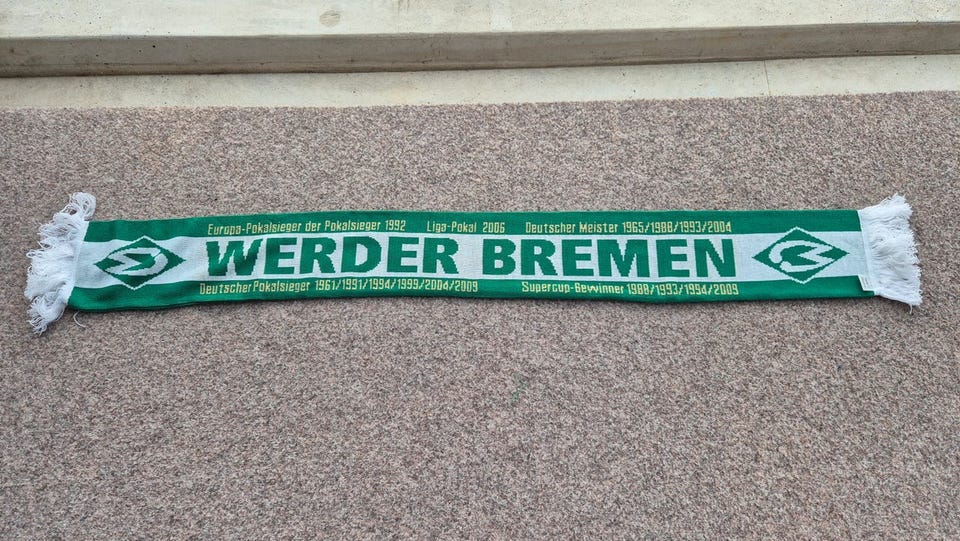 Europa-Pokalsieger der Pokalsieger 1992 Liga-Pokal 2006 Deutscher Meister 1965/1988/1993/2004
WERDER BREMEN
Deutscher Pokalsieger 1961/1991/1994/1999/2004/2009 Supercup-Gewinner 1988/1993/1994/2009